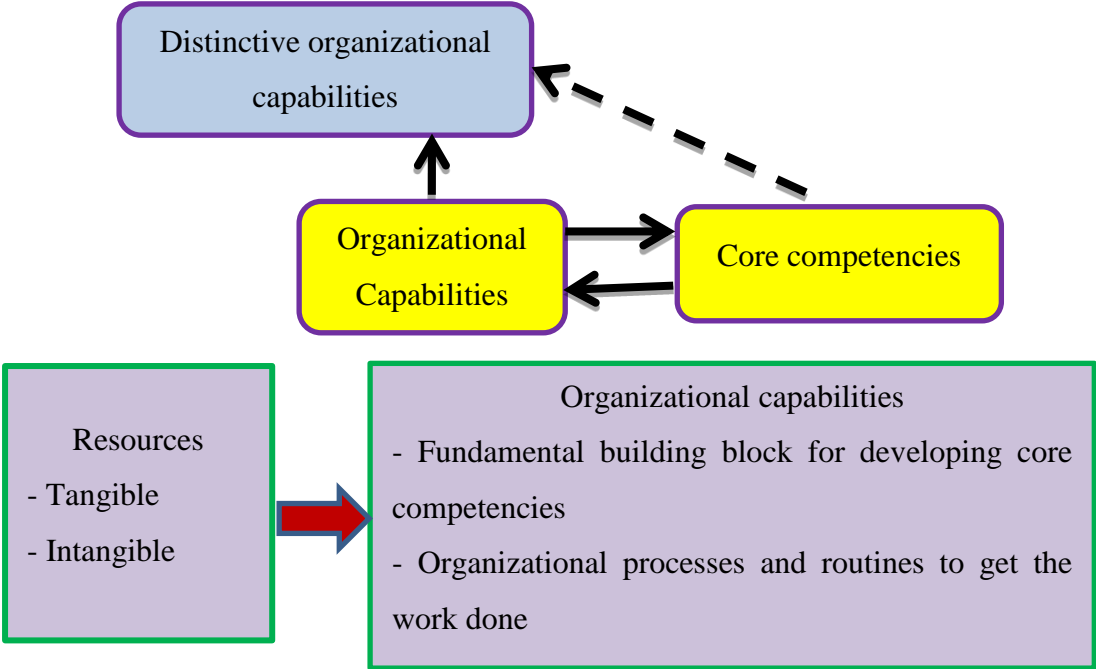 Distinctive organizational
capabilities
Organizational
Capabilities
Core competencies
Resources
- Tangible
- Intangible
Organizational capabilities
- Fundamental building block for developing core
competencies
- Organizational processes and routines to get the
work done